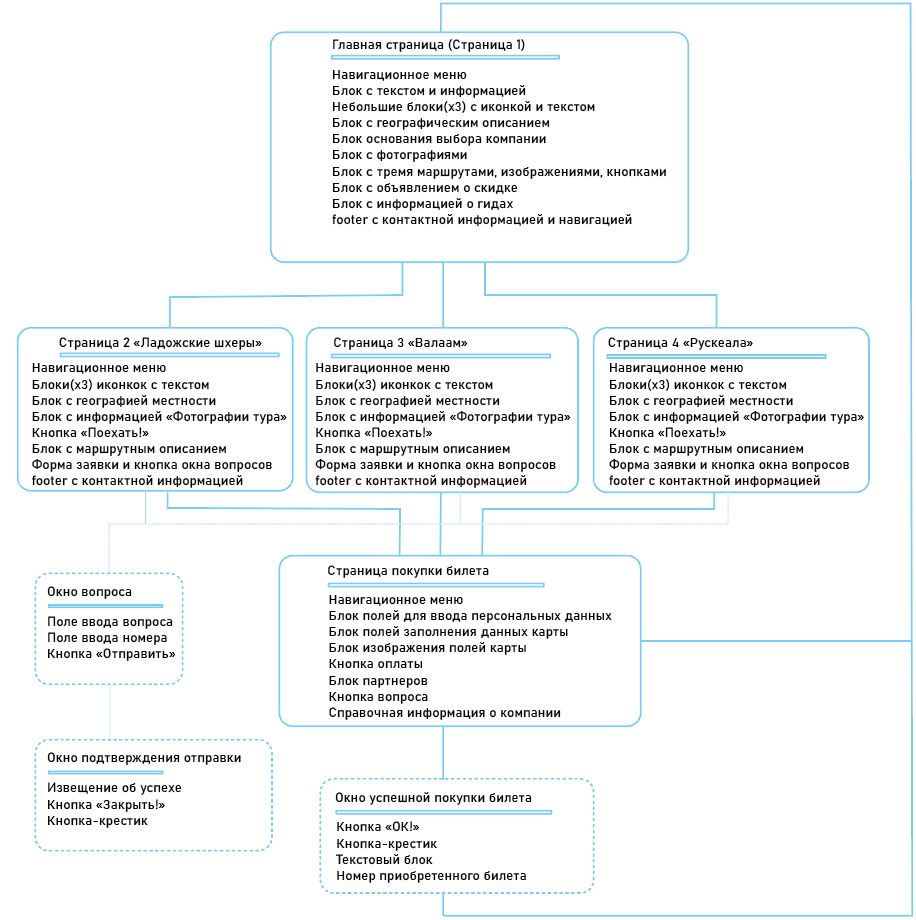 Главная страница (Страница 1)
Навигационное меню
Блок с текстом и информацией
Небольшие блоки(х3) с иконкой и текстом
Блок с географическим описанием
Блок основания выбора компании
Блок с фотографиями
Блок с тремя маршрутами, изображениями, кнопками
Блок с объявлением о скидке
Блок с информацией о гидах
footer с контактной информацией и навигацией
Страница 2 «Ладожские шхеры»
Навигационное меню
Блоки(х3) иконкок с текстом
Блок с географией местности
Блок с информацией «Фотографии тура»
Кнопка «Поехать!»
Блок с маршрутным описанием
Форма заявки и кнопка окна вопросов
footer с контактной информацией
Страница 3 «Валаам»
Навигационное меню
Блоки(х3) иконкок с текстом
Блок с географией местности
Блок с информацией «Фотографии тура»
Кнопка «Поехать!»
Блок с маршрутным описанием
Форма заявки и кнопка окна вопросов
footer с контактной информацией
Страница 4 «Рускеала»
Навигационное меню
Блоки(х3) иконкок с текстом
Блок с географией местности
Блок с информацией «Фотографии тура»
Кнопка «Поехать!»
Блок с маршрутным описанием
Форма заявки и кнопка окна вопросов
footer с контактной информацией
Окно вопроса
Поле ввода вопроса
Поле ввода номера
Кнопка «Отправить»
Страница покупки билета
Навигационное меню
Блок полей для ввода персональных данных
Блок полей заполнения данных карты
Блок изображения полей карты
Кнопка оплаты
Блок партнеров
Кнопка вопроса
Справочная информация о компании
Окно подтверждения отправки
Извещение об успехе
Кнопка «Закрыть!»
Кнопка-крестик
Окно успешной покупки билета
Кнопка «ОК!»
Кнопка-крестик
Текстовый блок
Номер приобретенного билета